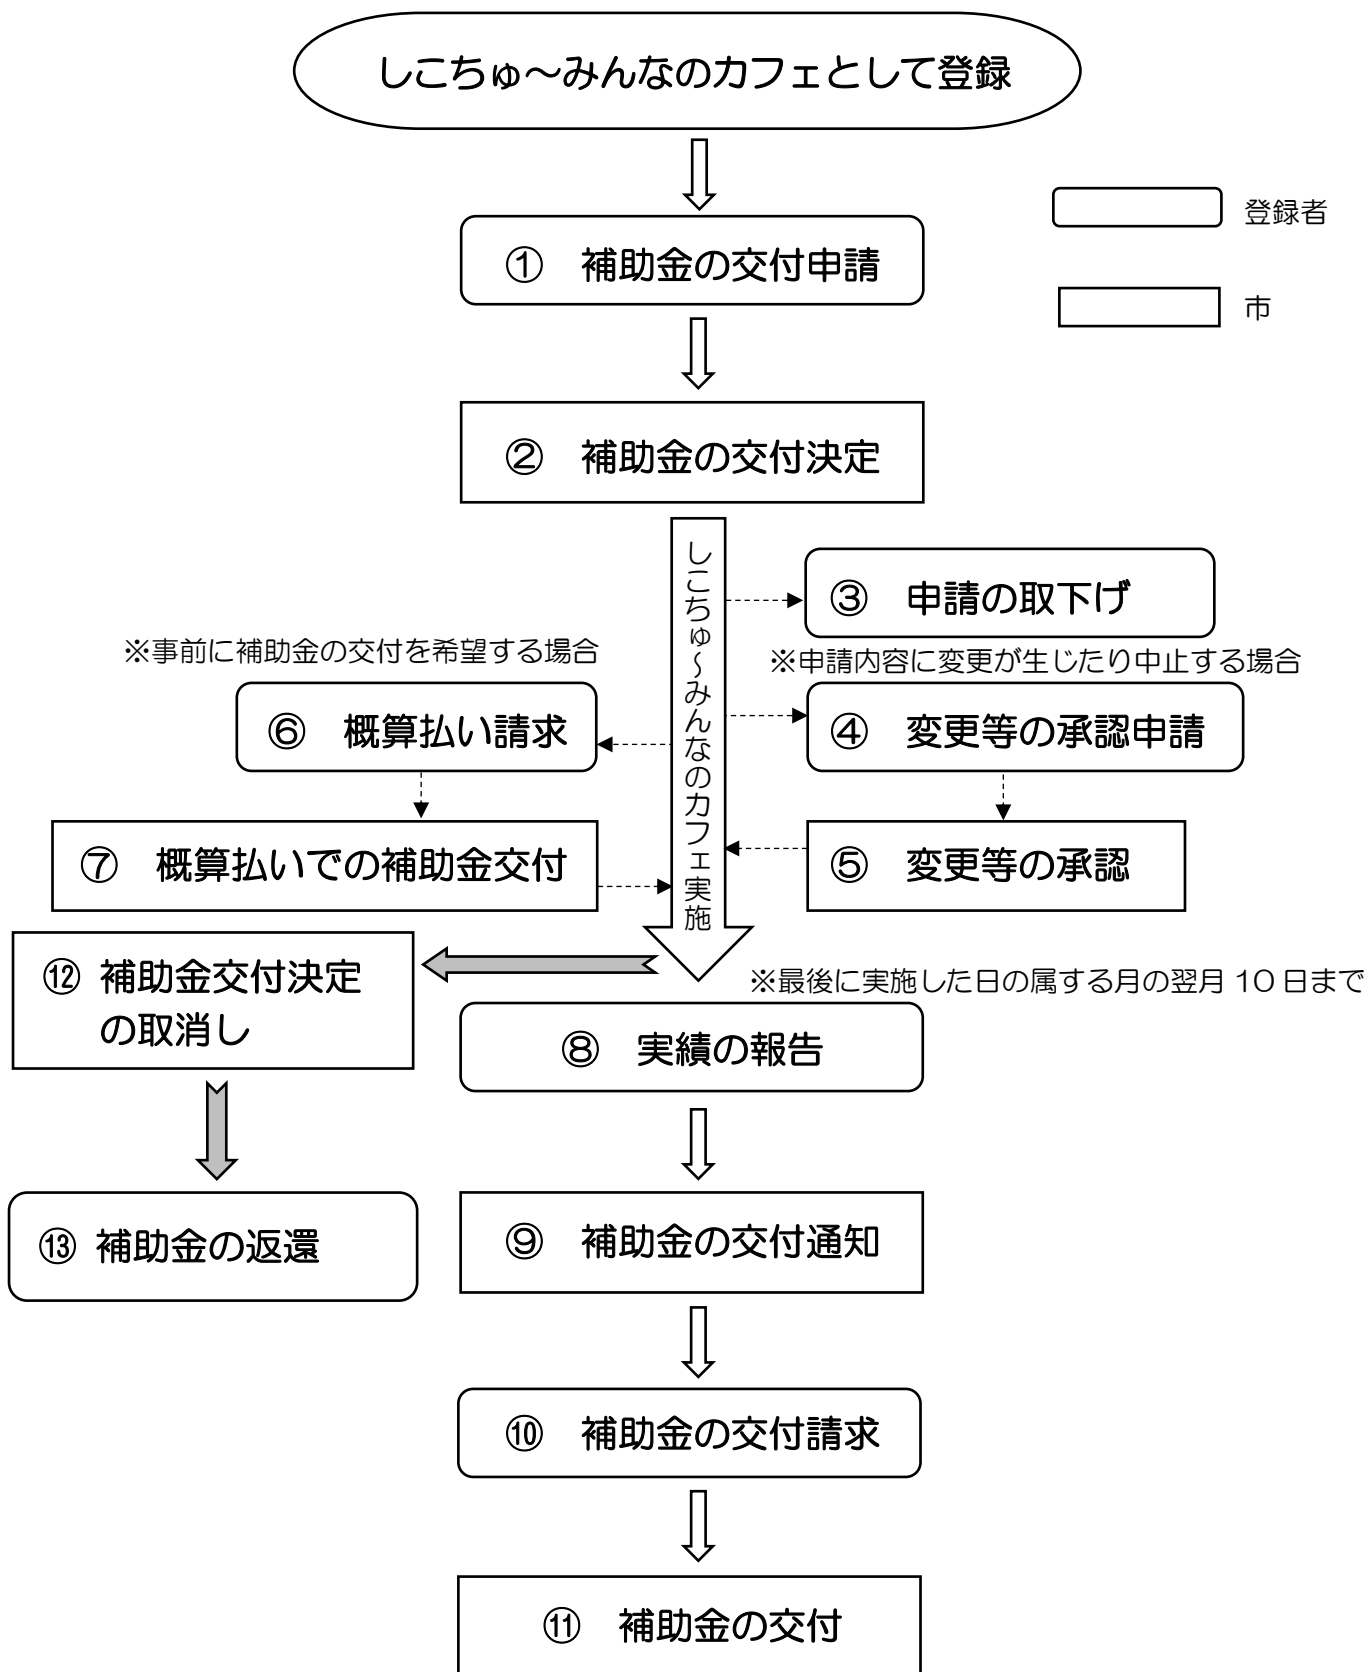 しこちゅ～みんなのカフェとして登録
登録者
① 補助金の交付申請
市
② 補助金の交付決定
しこちゅ～みんなのカフェ実施
③ 申請の取下げ
※事前に補助金の交付を希望する場合
※申請内容に変更が生じたり中止する場合
⑥ 概算払い請求
④ 変更等の承認申請
⑦ 概算払いでの補助金交付
⑤ 変更等の承認
⑫ 補助金交付決定
の取消し
※最後に実施した日の属する月の翌月 10 日まで
⑧ 実績の報告
⑬ 補助金の返還
⑨ 補助金の交付通知
⑩ 補助金の交付請求
⑪ 補助金の交付